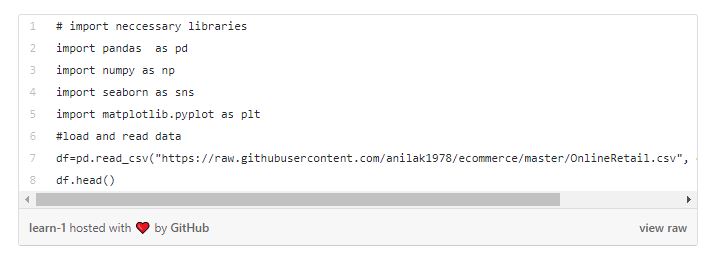 1 # import neccessary libraries
2 import pandas  as pd
3 import numpy as np
4 import seaborn as sns
5 import matplotlib.pyplot as plt
6 #load and read data
7 df=pd.read_csv("https://raw.githubusercontent.com/anilak1978/ecommerce/master/OnlineRetail.csv",
8 df.head()
learn-1 hosted with ❤ by GitHub view raw